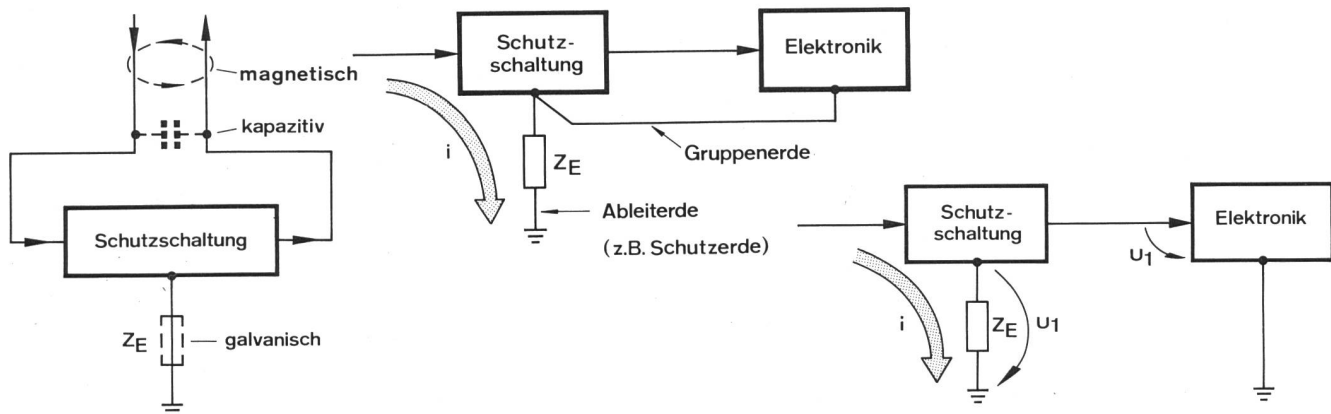 magnetisch
kapazitiv
Schutzschaltung
Z_E
galvanisch
Schutz-
schaltung
Elektronik
i
Z_E
Gruppenerde
Ableiterde
(z.B. Schutzerde)
Schutz-
schaltung
Elektronik
U1
i
Z_E
U1